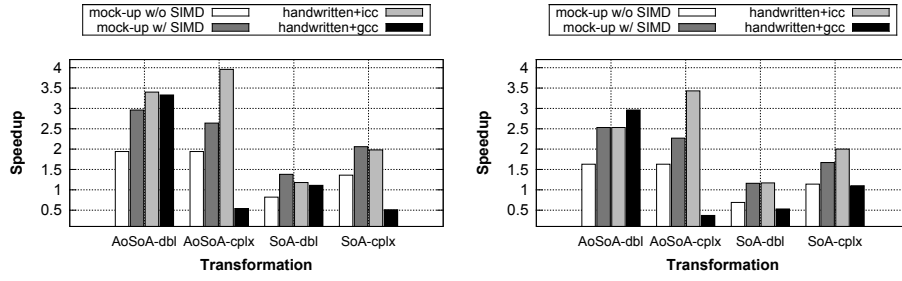 mock-up w/o SIMD handwritten+icc
mock-up w/ SIMD handwritten+gcc
4
3.5
3
2.5
2
1.5
1
0.5
Speedup
AoSoA-dbl AoSoA-cplx SoA-dbl SoA-cplx
Transformation
mock-up w/o SIMD handwritten+icc
mock-up w/ SIMD handwritten+gcc
4
3.5
3
2.5
2
1.5
1
0.5
Speedup
AoSoA-dbl AoSoA-cplx SoA-dbl SoA-cplx
Transformation